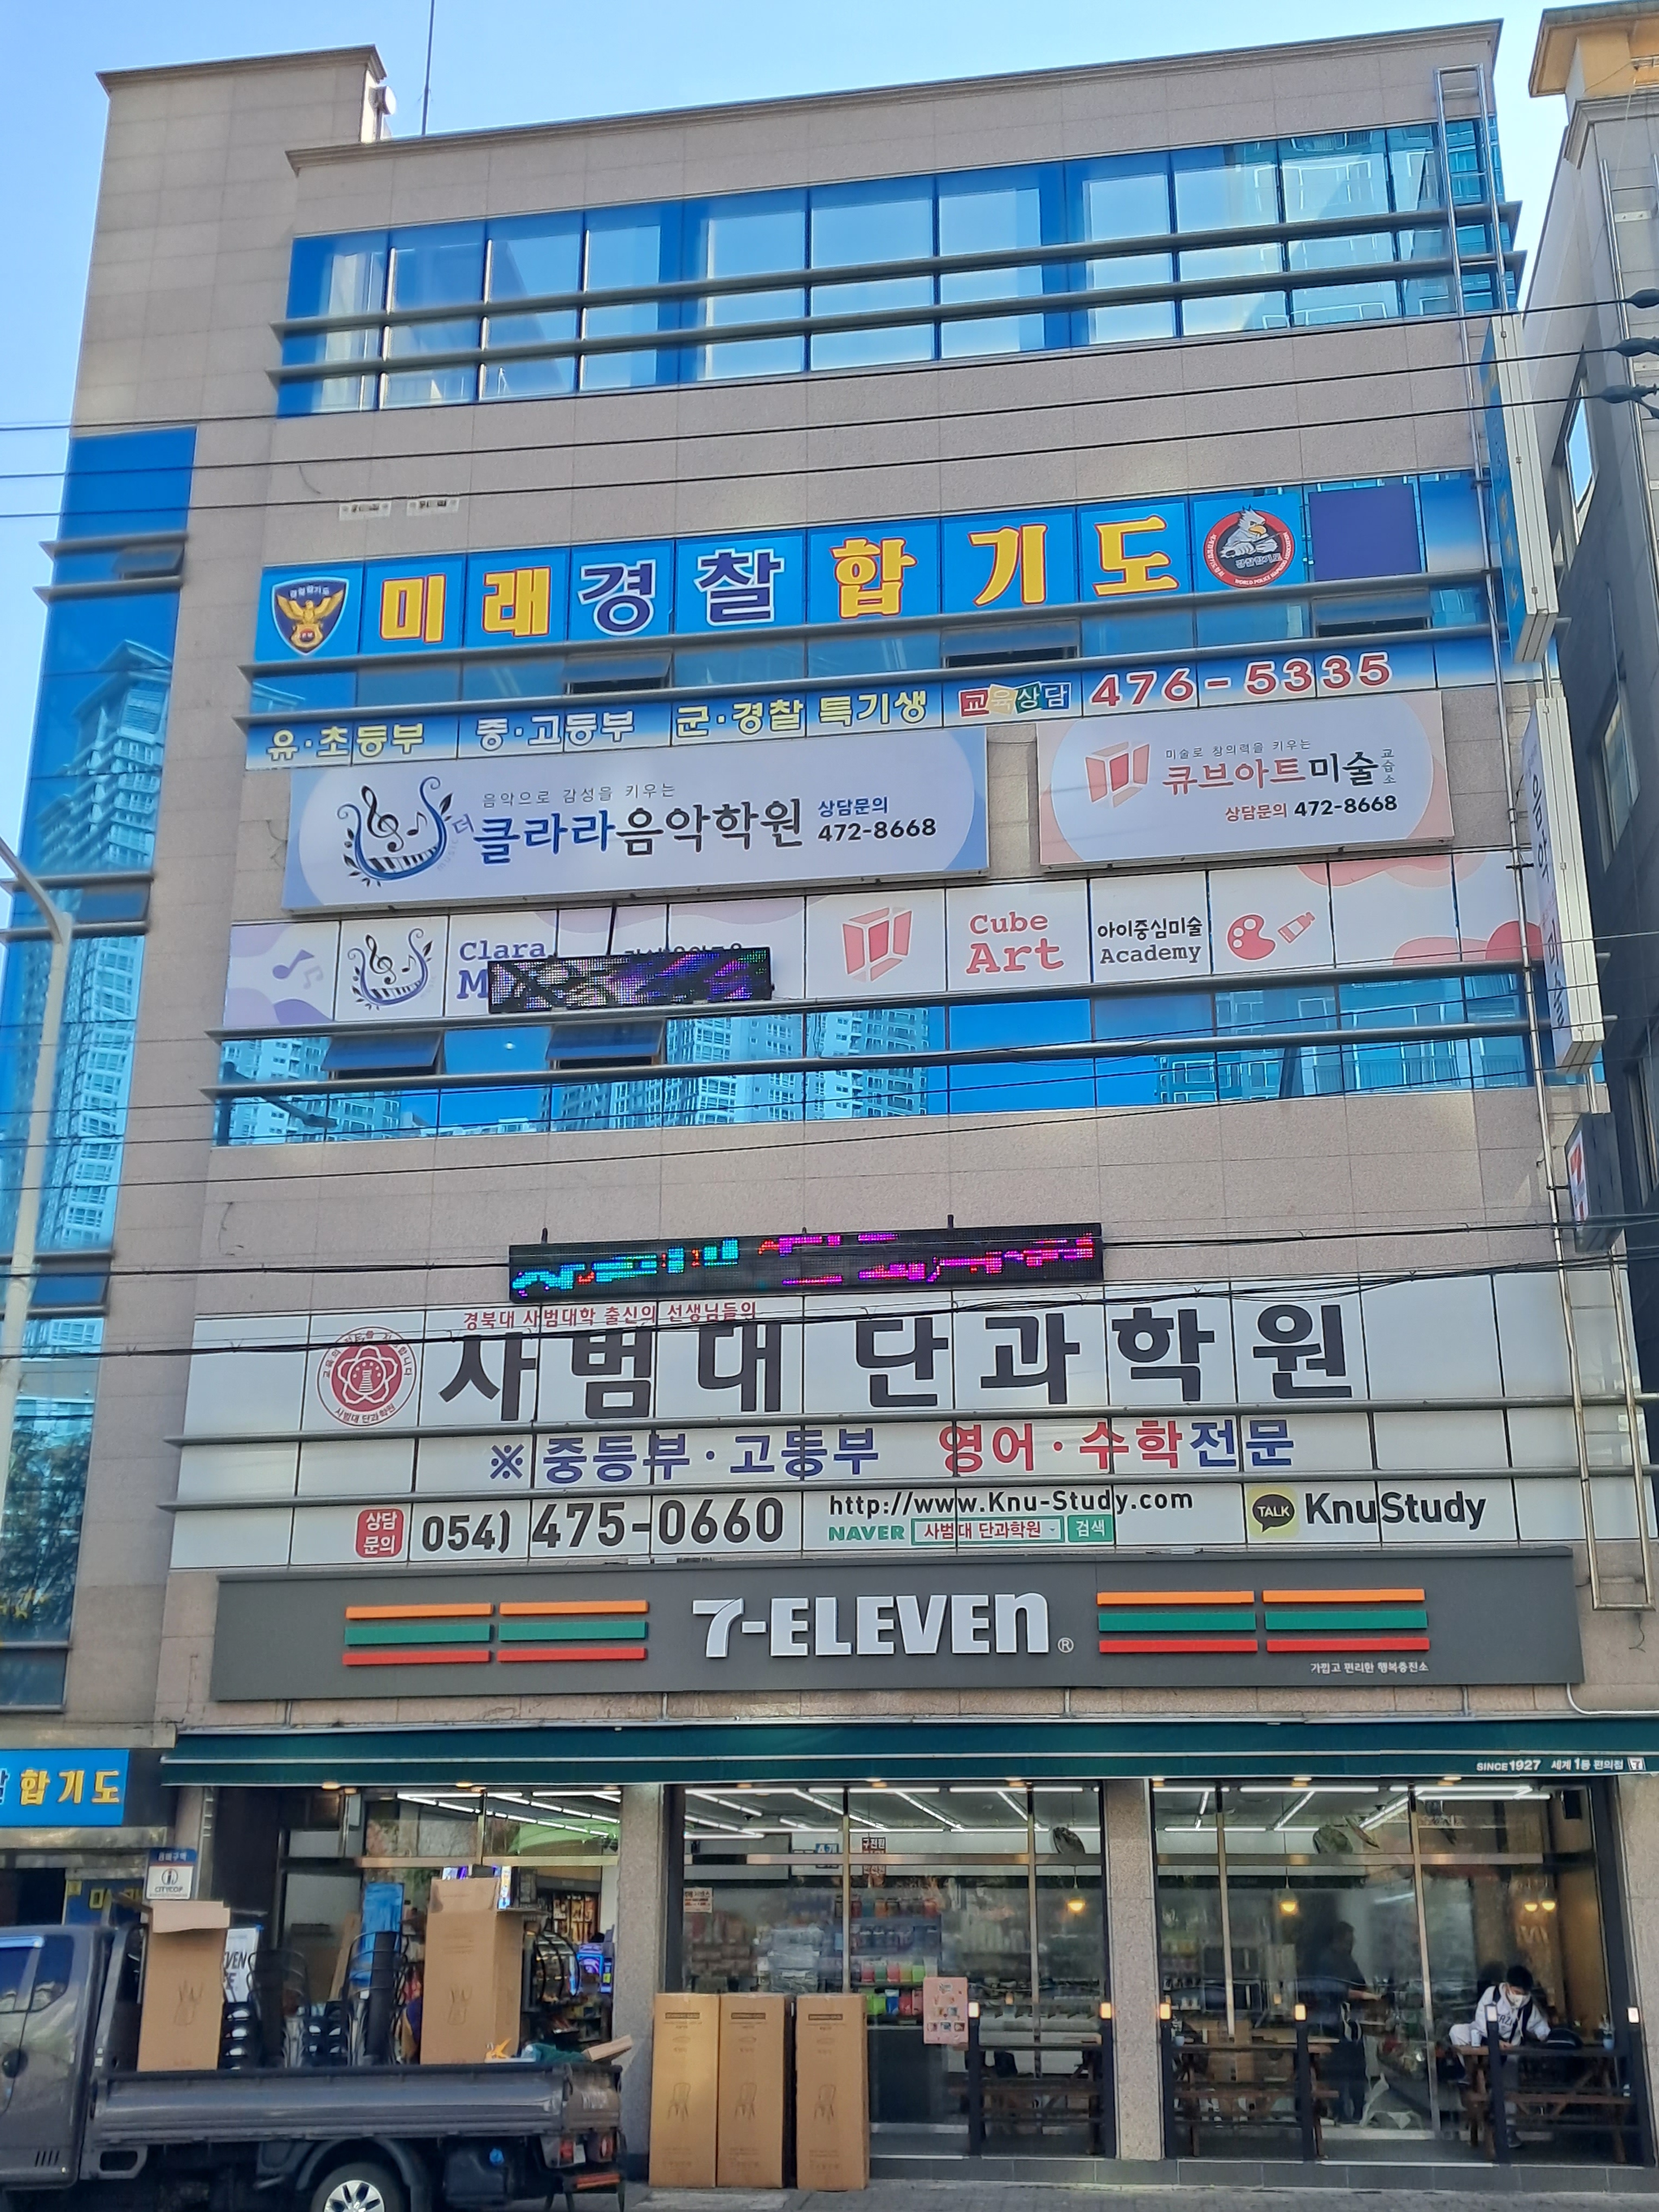 미래경찰합기도
유·초등부 중·고등부 군·경찰 특기생 교육상담 476-5335
음악으로 감성을 키우는
더 클라라음악학원
상담문의
472-8668
미술로 창의력을 키우는
큐브아트미술 교습소
상담문의 472-8668
Clara
Cube
Art
아이중심미술
Academy
경북대 사범대학 출신의 선생님들의
사범대 단과학원
사범대 단과학원
※중등부·고등부 영어·수학전문
상담
문의
054) 475-0660
http://www.Knu-Study.com
NAVER 사범대 단과학원 검색
TALK KnuStudy
7-ELEVEn®
가깝고 편리한 행복충전소
SINCE 1927 세계 1등 편의점
합기도